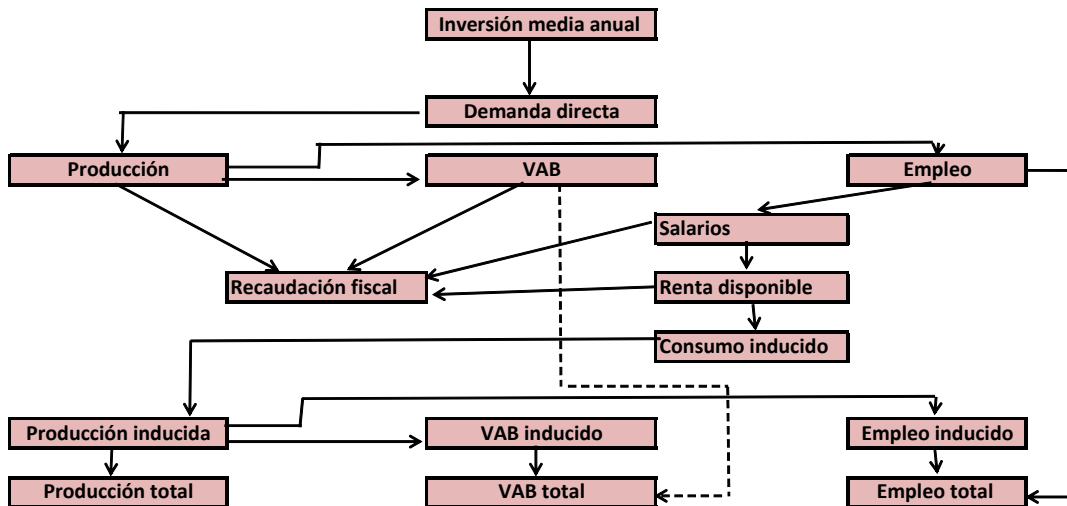 Inversión media anual
Demanda directa
Producción
VAB
Empleo
Salarios
Recaudación fiscal
Renta disponible
Consumo inducido
Producción inducida
VAB inducido
Empleo inducido
Producción total
VAB total
Empleo total